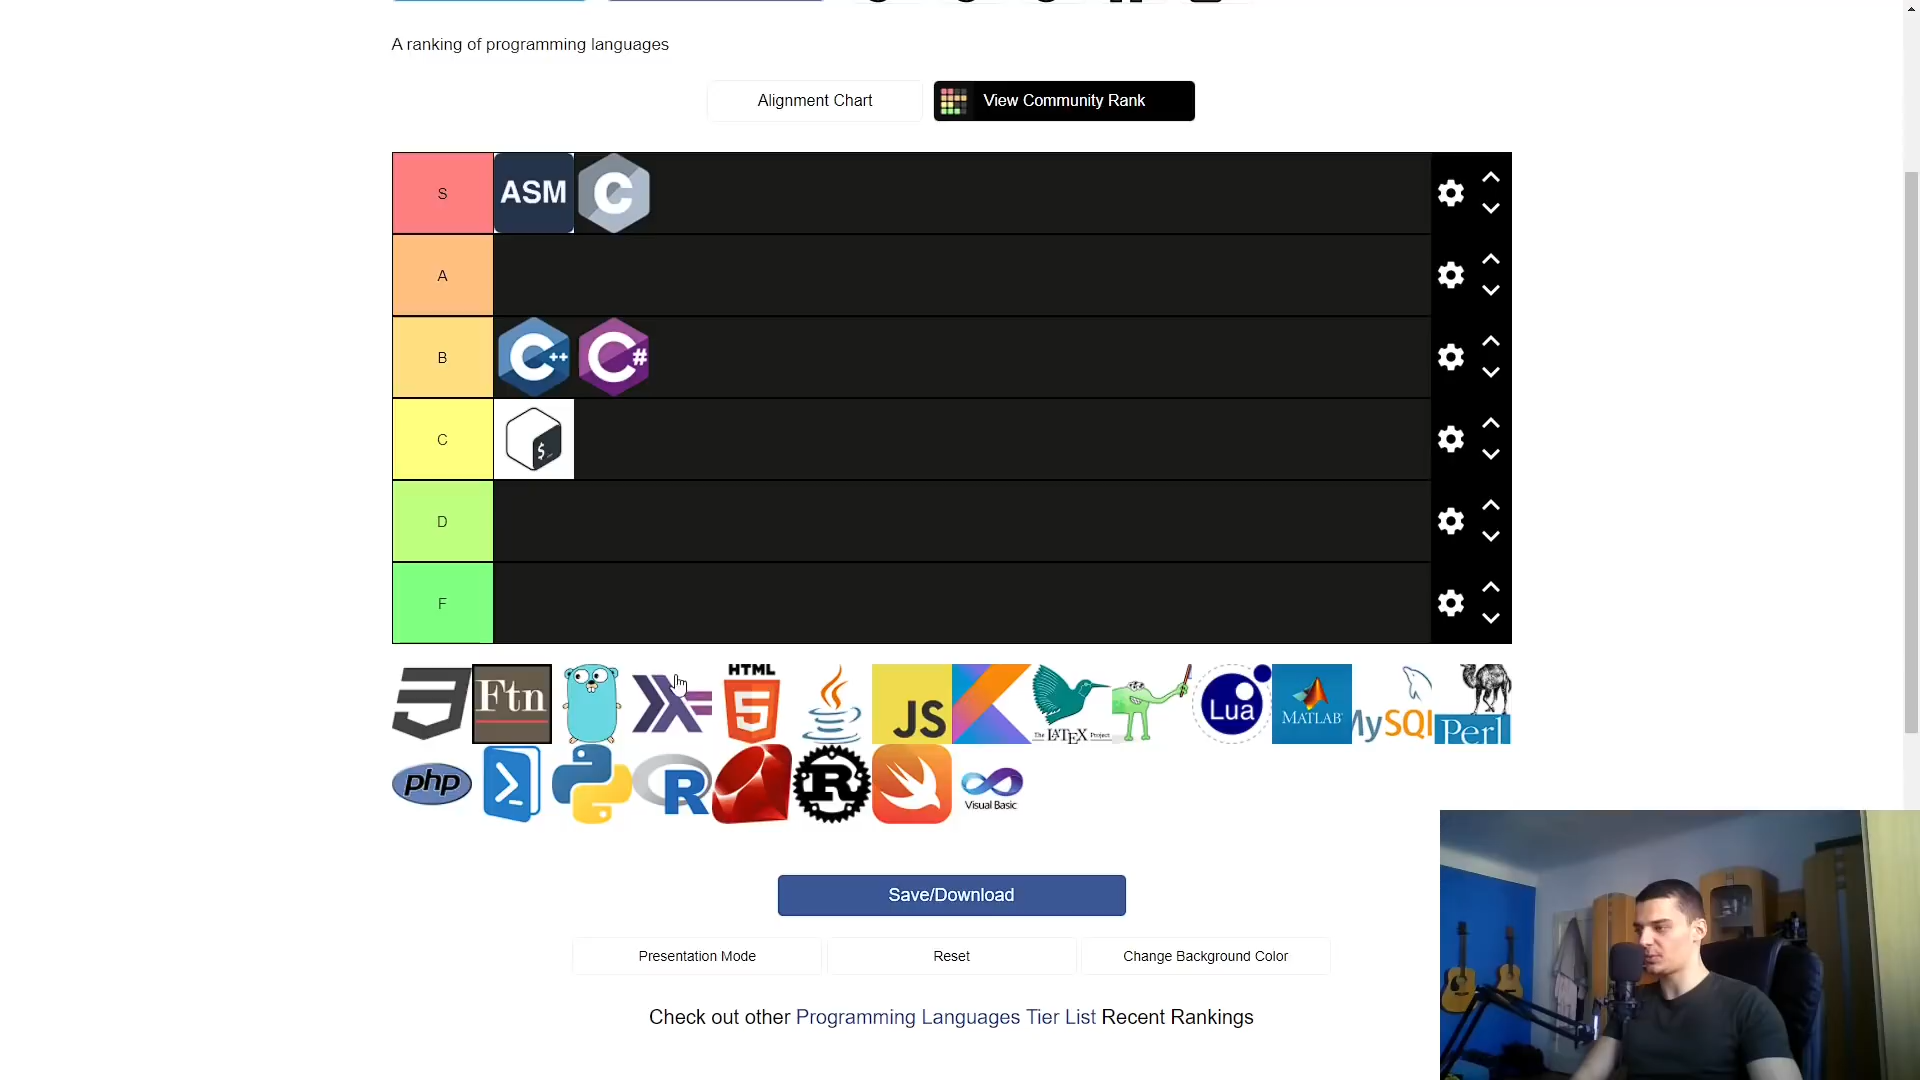 A ranking of programming languages
Alignment Chart
View Community Rank
S
ASM
C
A
B
C++
C#
C
$_
D
F
Ftn
HTML
5
JS
The LATEX Project
Lua
MATLAB
MySQL
Perl
php
R
R
Visual Basic
Save/Download
Presentation Mode
Reset
Change Background Color
Check out other Programming Languages Tier List Recent Rankings